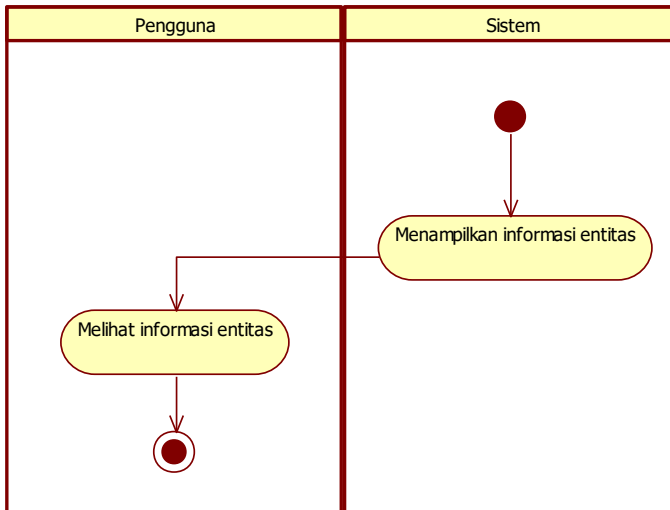 Pengguna
Sistem
Menampilkan informasi entitas
Melihat informasi entitas